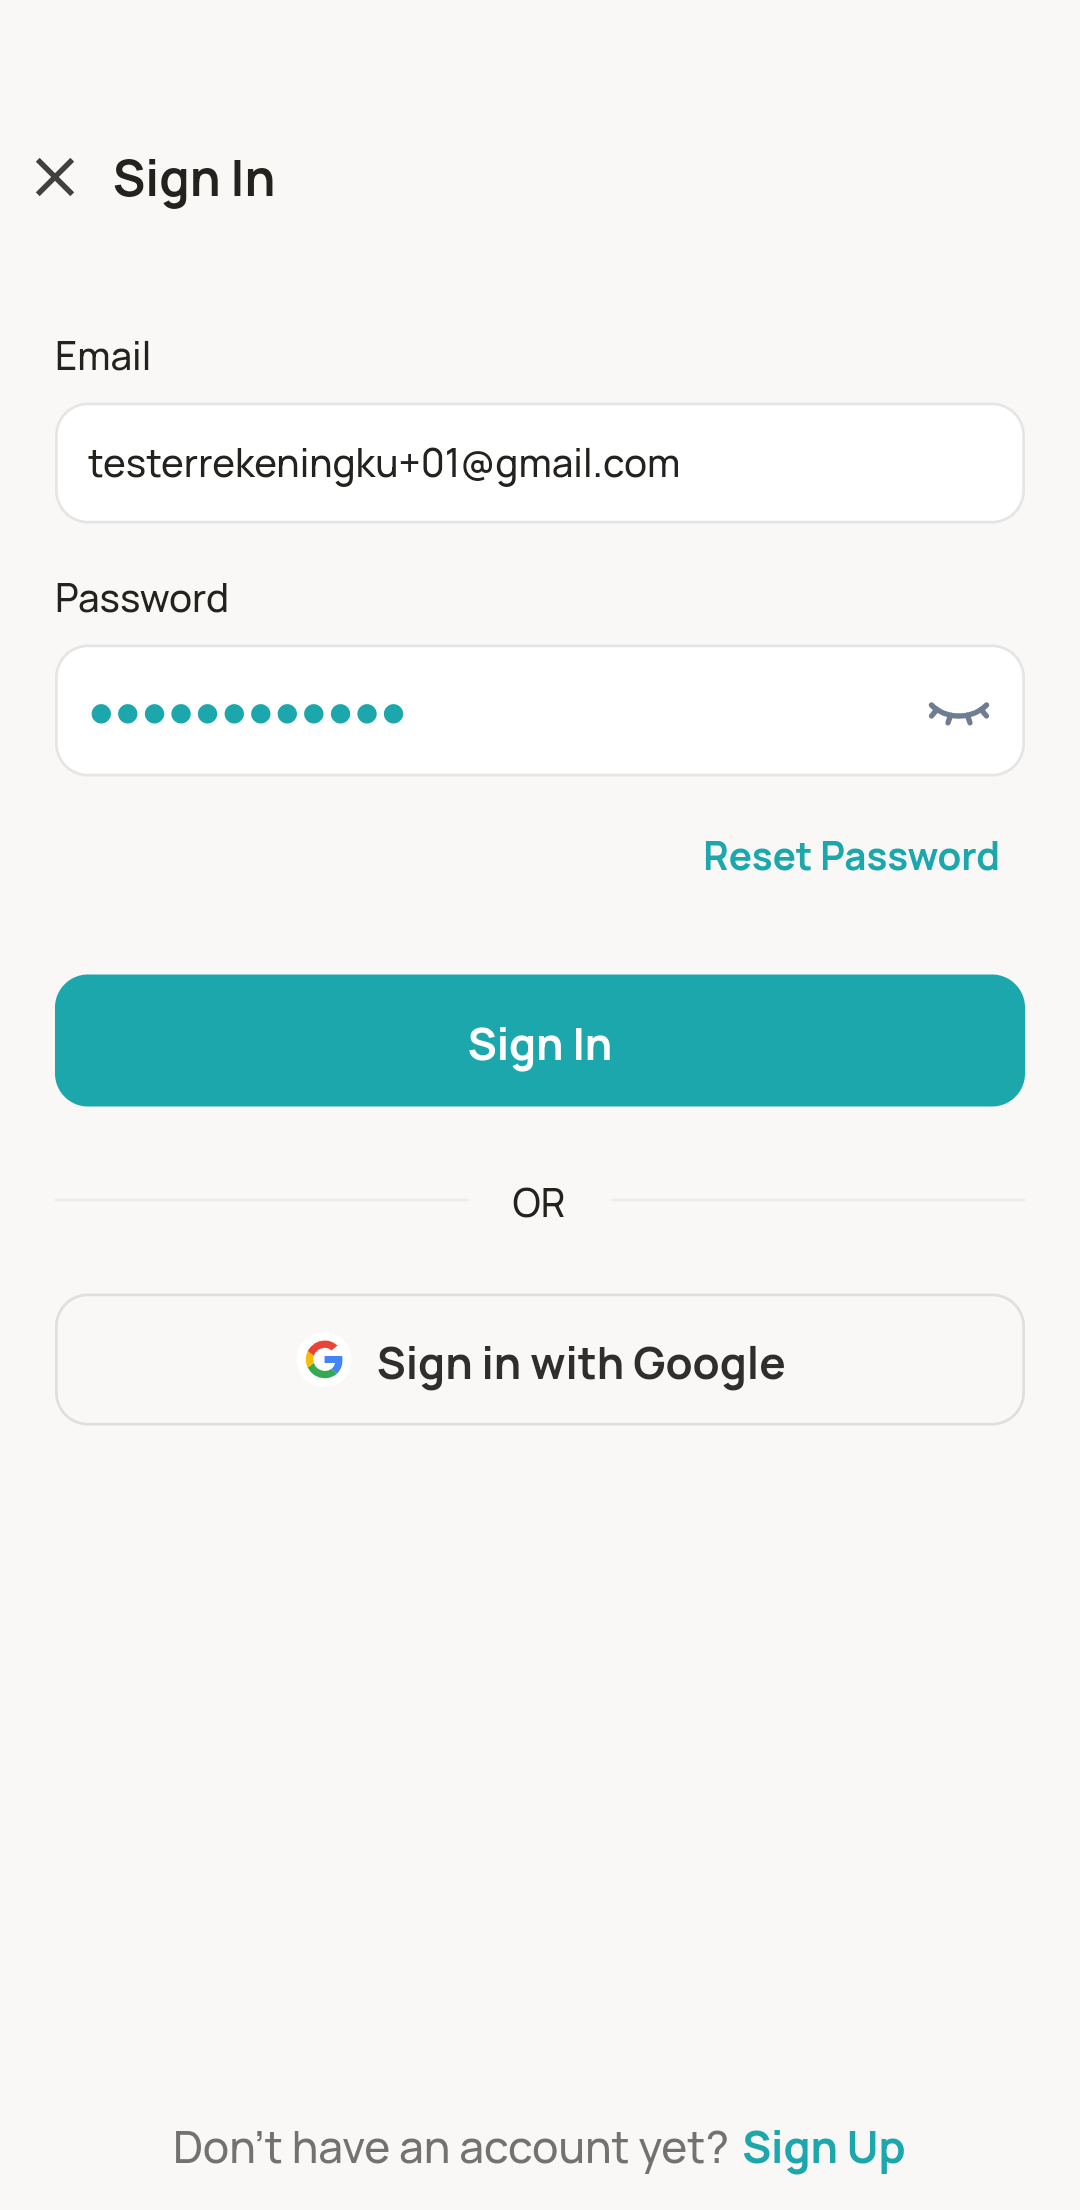 Sign In
Email
testerrekeningku+01@gmail.com
Password
Reset Password
Sign In
OR
Sign in with Google
Don't have an account yet? Sign Up